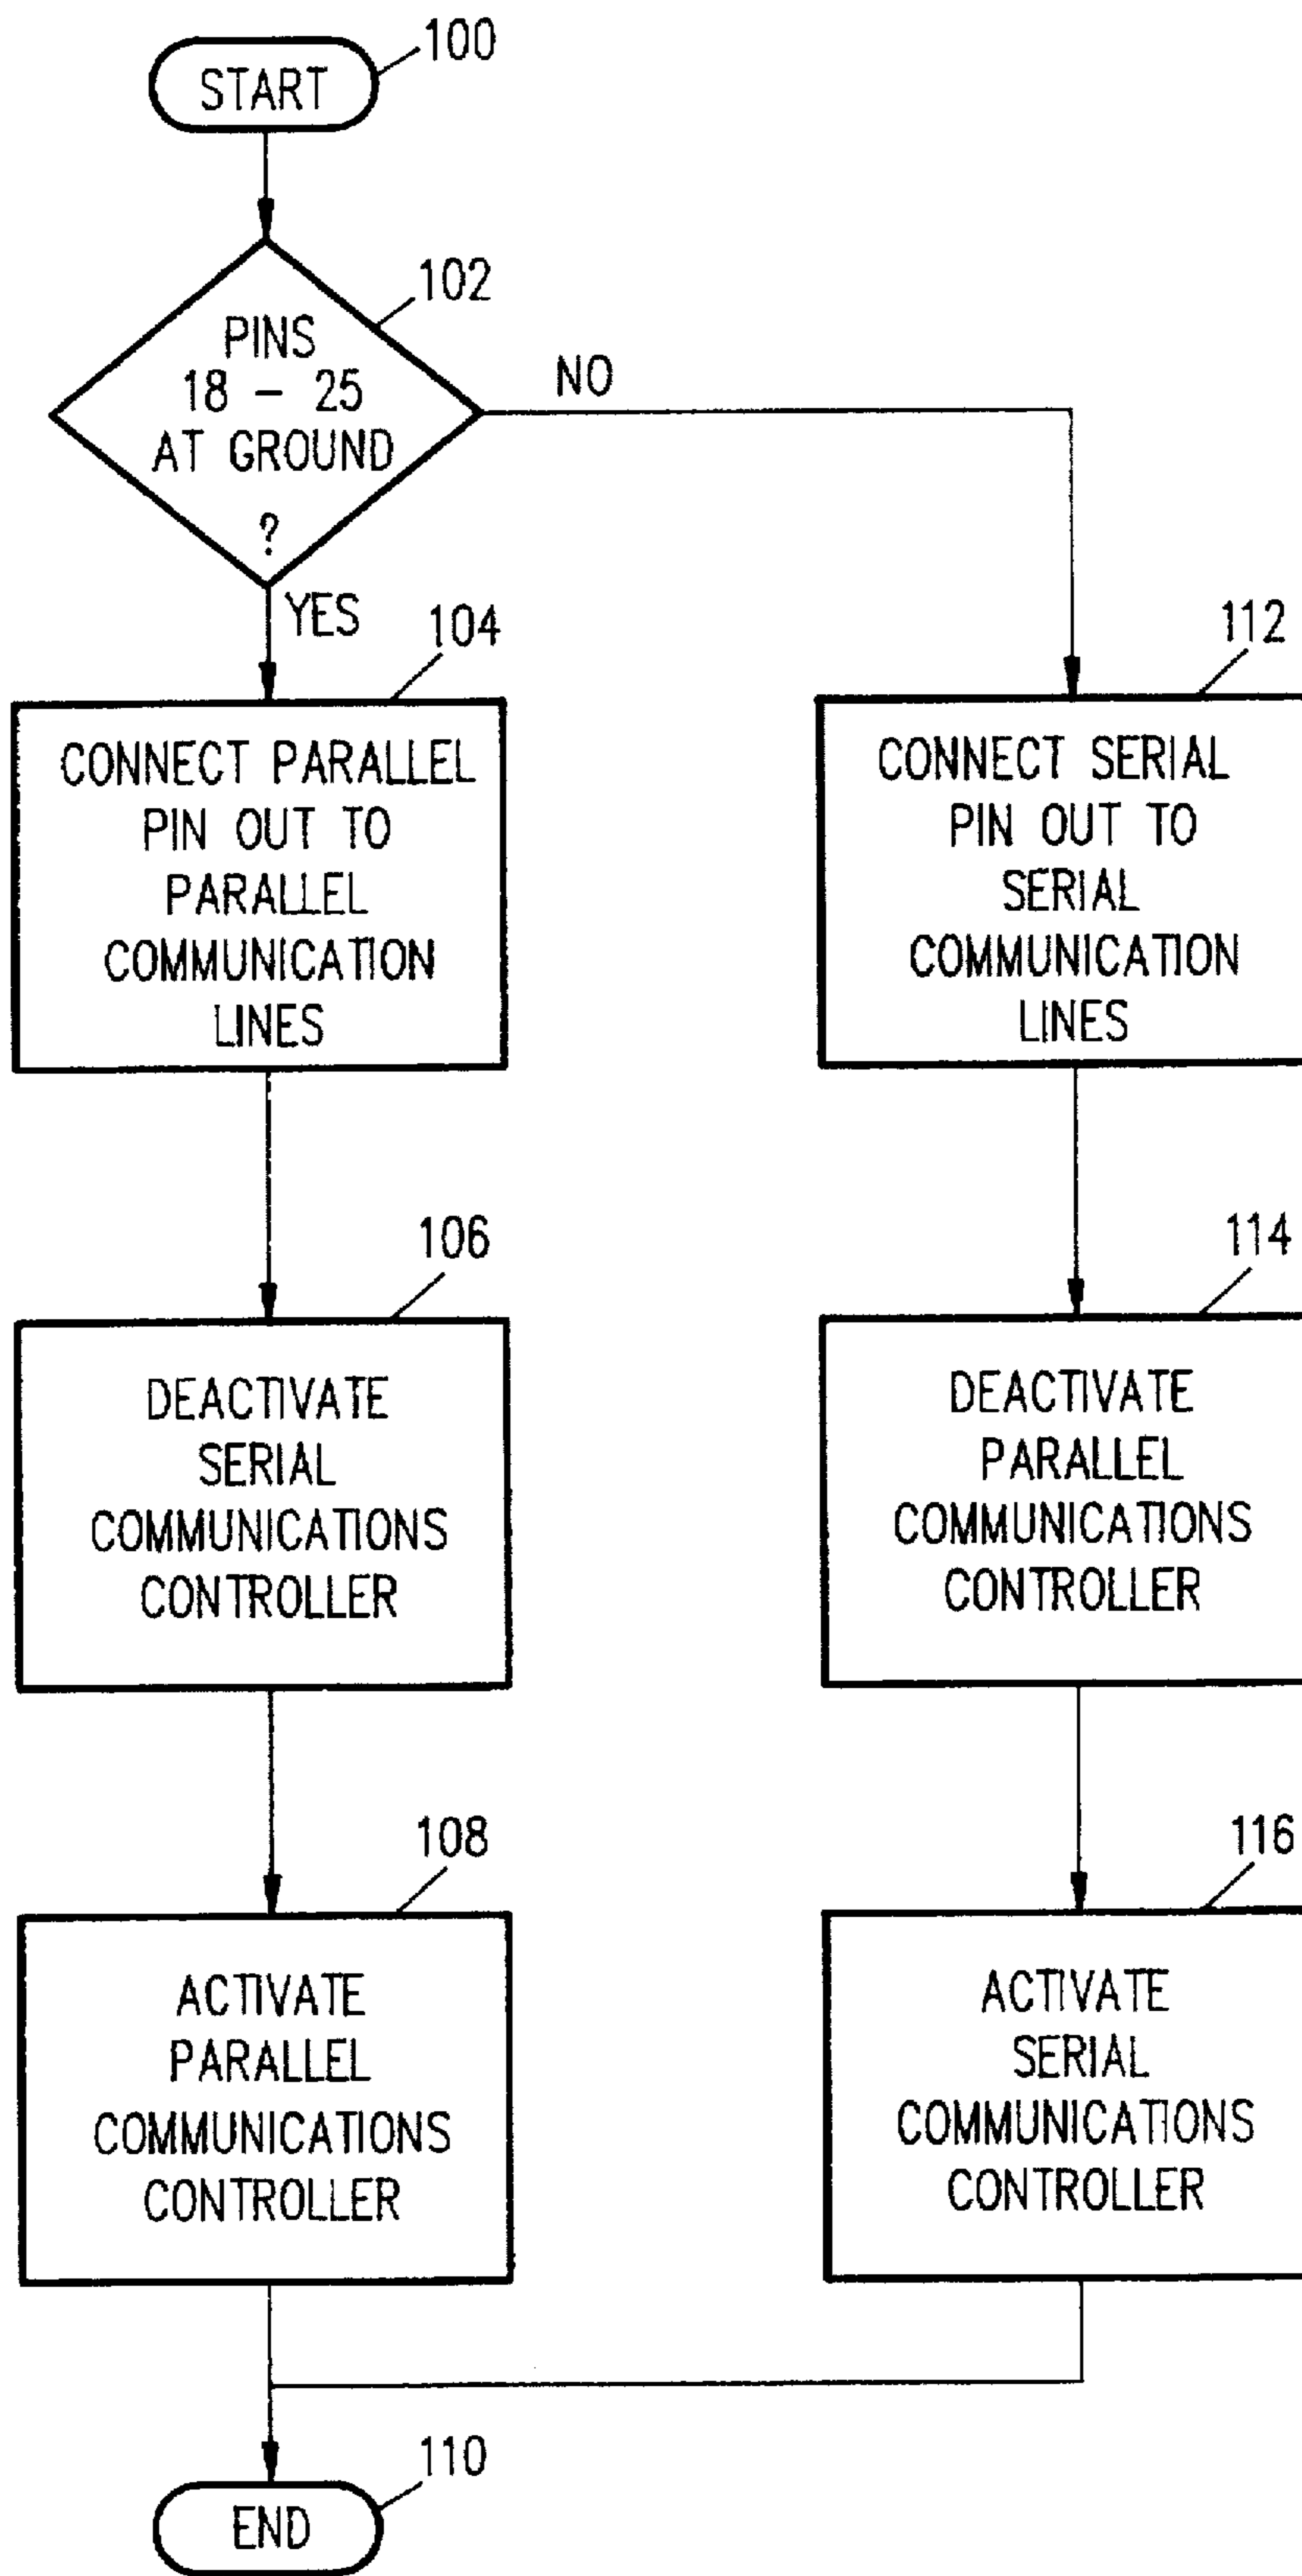 START
100
102
PINS
18 – 25
AT GROUND
?
NO
YES
104
CONNECT PARALLEL
PIN OUT TO
PARALLEL
COMMUNICATION
LINES
112
CONNECT SERIAL
PIN OUT TO
SERIAL
COMMUNICATION
LINES
106
DEACTIVATE
SERIAL
COMMUNICATIONS
CONTROLLER
114
DEACTIVATE
PARALLEL
COMMUNICATIONS
CONTROLLER
108
ACTIVATE
PARALLEL
COMMUNICATIONS
CONTROLLER
116
ACTIVATE
SERIAL
COMMUNICATIONS
CONTROLLER
110
END